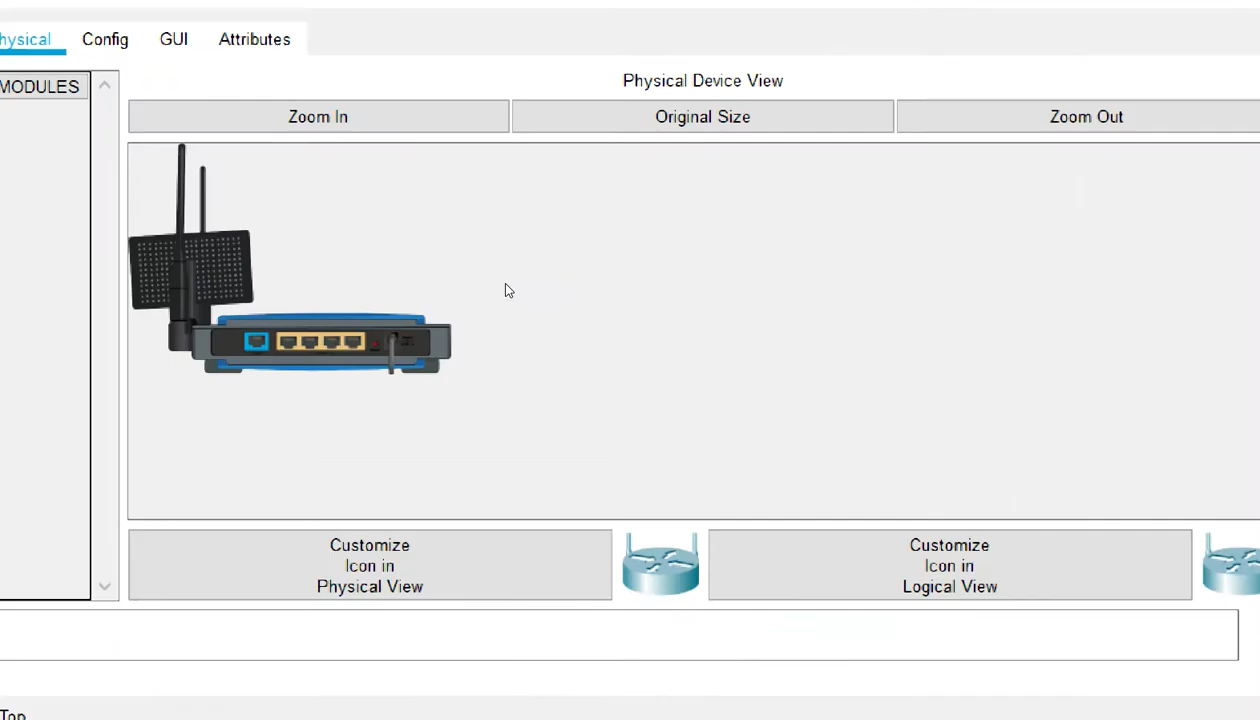 hysical Config GUI Attributes
MODULES
Physical Device View
Zoom In Original Size Zoom Out
Customize
Icon in
Physical View
Customize
Icon in
Logical View
Top